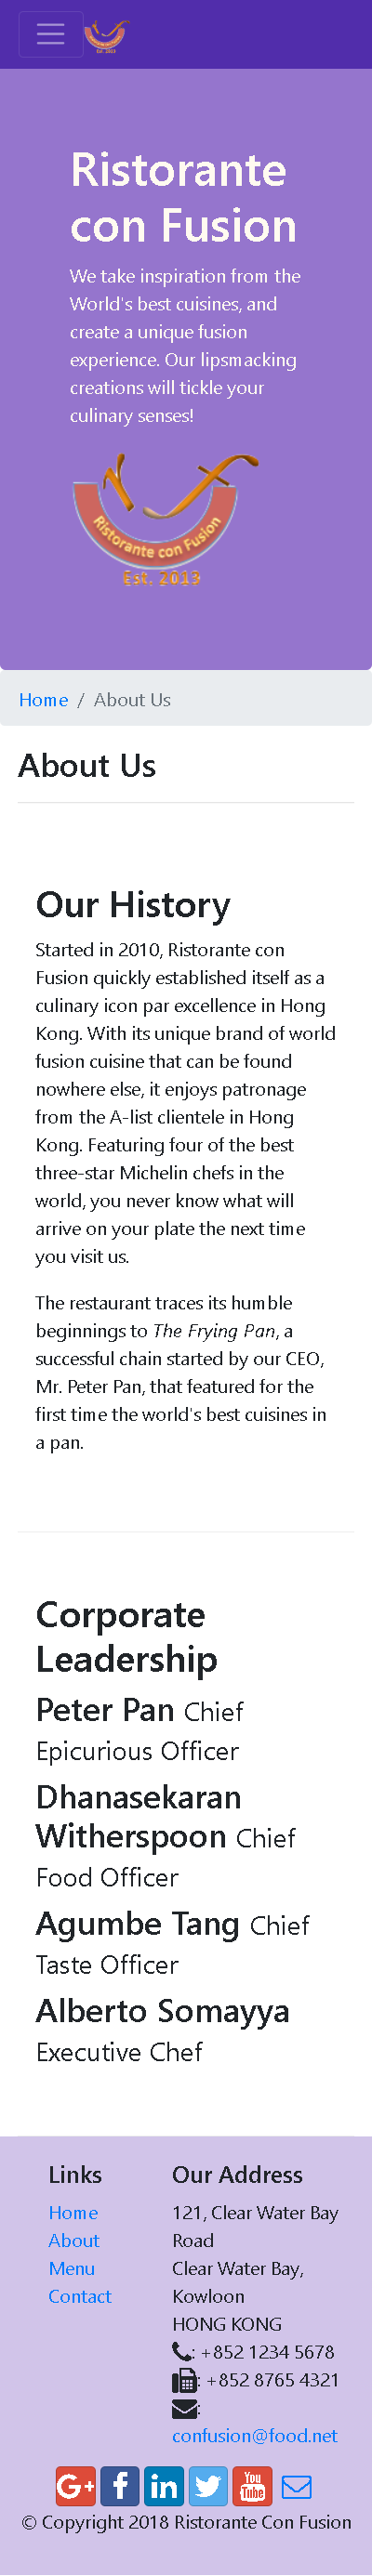 Ristorante
con Fusion
We take inspiration from the
World's best cuisines, and
create a unique fusion
experience. Our lipsmacking
creations will tickle your
culinary senses!
Ristorante con Fusion
Est. 2013
Home / About Us
About Us
Our History
Started in 2010, Ristorante con
Fusion quickly established itself as a
culinary icon par excellence in Hong
Kong. With its unique brand of world
fusion cuisine that can be found
nowhere else, it enjoys patronage
from the A-list clientele in Hong
Kong. Featuring four of the best
three-star Michelin chefs in the
world, you never know what will
arrive on your plate the next time
you visit us.
The restaurant traces its humble
beginnings to The Frying Pan, a
successful chain started by our CEO,
Mr. Peter Pan, that featured for the
first time the world's best cuisines in
a pan.
Corporate
Leadership
Peter Pan Chief
Epicurious Officer
Dhanasekaran
Witherspoon Chief
Food Officer
Agumbe Tang Chief
Taste Officer
Alberto Somayya
Executive Chef
Links
Home
About
Menu
Contact
Our Address
121, Clear Water Bay
Road
Clear Water Bay,
Kowloon
HONG KONG
: +852 1234 5678
: +852 8765 4321
:
confusion@food.net
G+ f in You Tube
© Copyright 2018 Ristorante Con Fusion